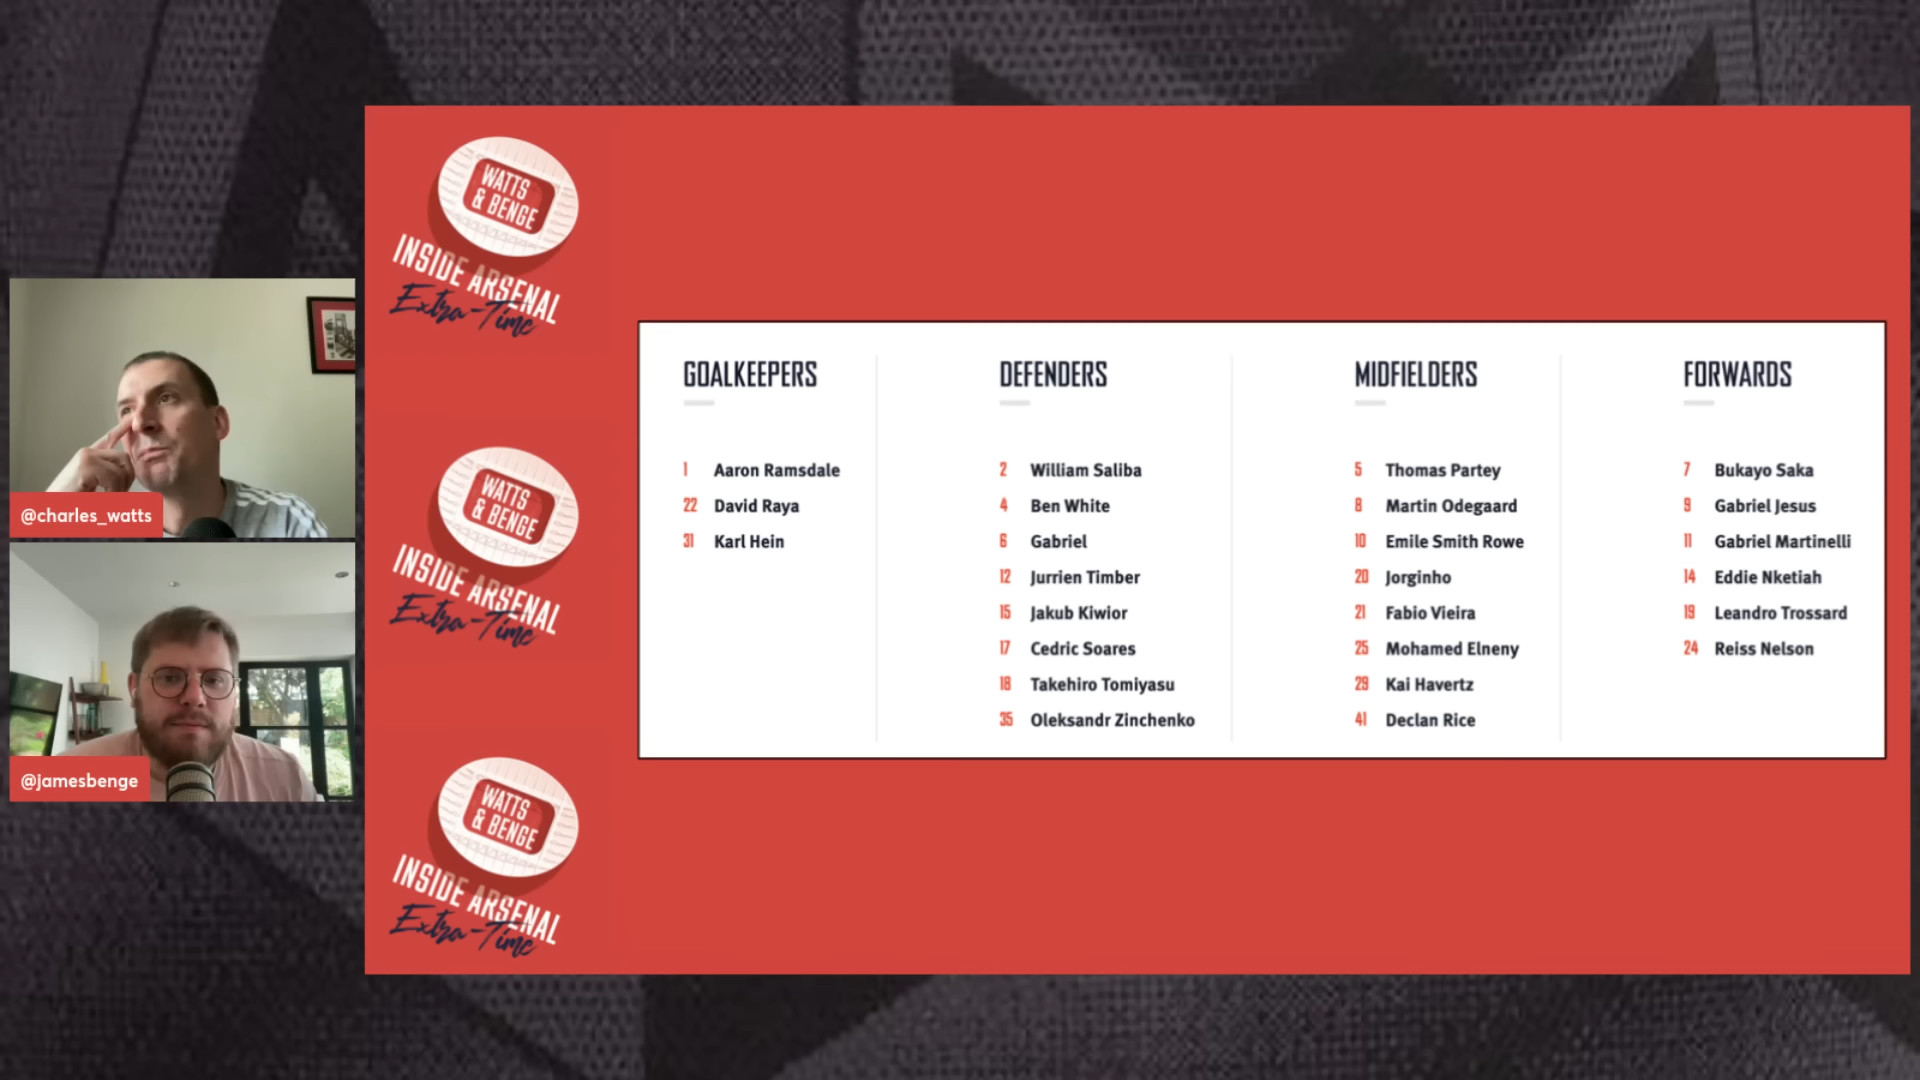 WATTS
& BENGE
INSIDE ARSENAL
Extra-Time
WATTS
& BENGE
INSIDE ARSENAL
Extra-Time
WATTS
& BENGE
INSIDE ARSENAL
Extra-Time
@charles_watts
@jamesbenge
GOALKEEPERS
1 Aaron Ramsdale
22 David Raya
31 Karl Hein
DEFENDERS
2 William Saliba
4 Ben White
6 Gabriel
12 Jurrien Timber
15 Jakub Kiwior
17 Cedric Soares
18 Takehiro Tomiyasu
35 Oleksandr Zinchenko
MIDFIELDERS
5 Thomas Partey
8 Martin Odegaard
10 Emile Smith Rowe
20 Jorginho
21 Fabio Vieira
25 Mohamed Elneny
29 Kai Havertz
41 Declan Rice
FORWARDS
7 Bukayo Saka
9 Gabriel Jesus
11 Gabriel Martinelli
14 Eddie Nketiah
19 Leandro Trossard
24 Reiss Nelson